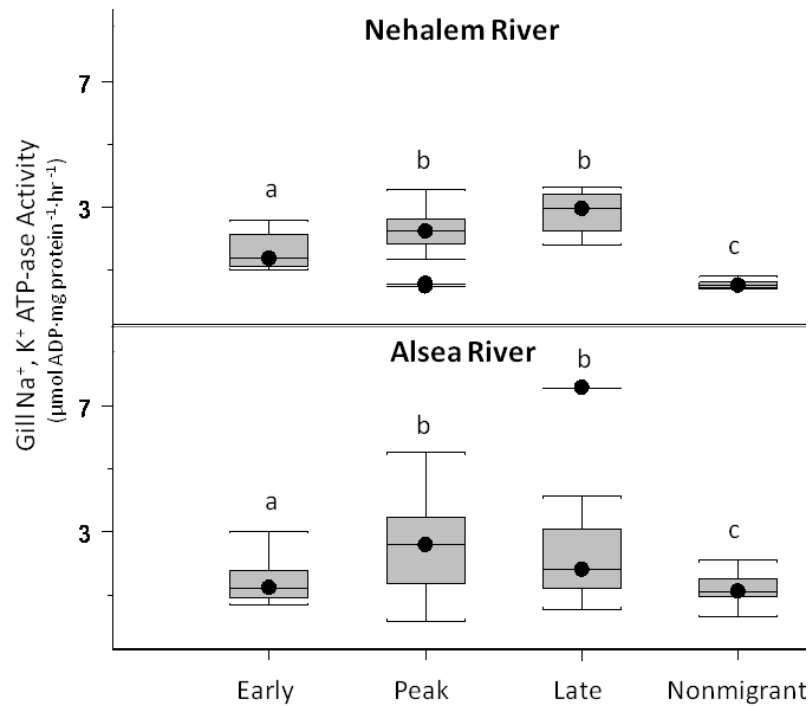 Nehalem River
7
3
a
b
b
c
Gill Na⁺, K⁺ ATP-ase Activity
(µmol ADP·mg protein⁻¹·hr⁻¹)
Alsea River
7
3
a
b
b
c
Early Peak Late Nonmigrant